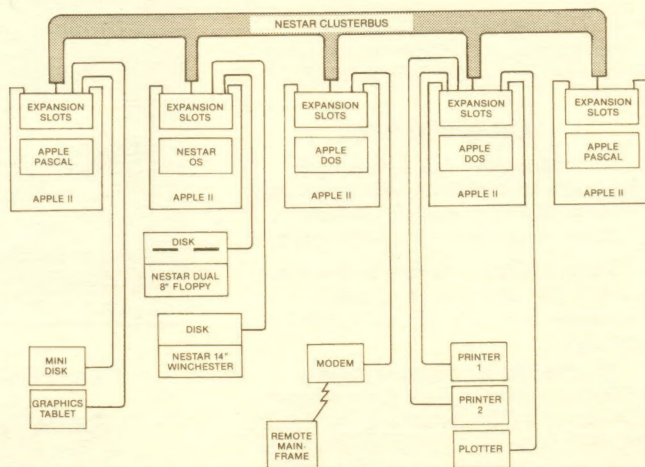 NESTAR CLUSTERBUS
EXPANSION
SLOTS
APPLE
PASCAL
APPLE II
EXPANSION
SLOTS
NESTAR
OS
APPLE II
EXPANSION
SLOTS
APPLE
DOS
APPLE II
EXPANSION
SLOTS
APPLE
DOS
APPLE II
EXPANSION
SLOTS
APPLE
PASCAL
APPLE II
DISK
NESTAR DUAL
8" FLOPPY
DISK
NESTAR 14"
WINCHESTER
MINI
DISK
GRAPHICS
TABLET
MODEM
REMOTE
MAIN-
FRAME
PRINTER
1
PRINTER
2
PLOTTER